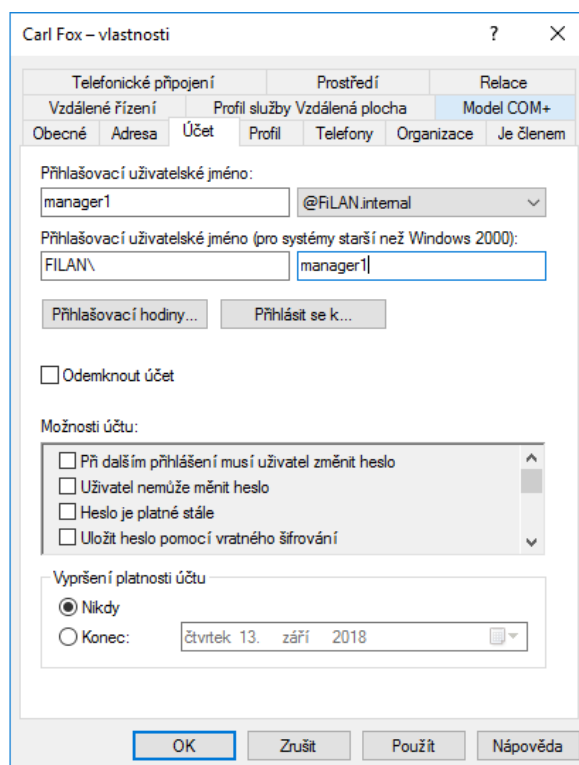 Carl Fox – vlastnosti ? ×
Telefonické připojení Prostředí Relace
Vzdálené řízení Profil služby Vzdálená plocha Model COM+
Obecné Adresa Účet Profil Telefony Organizace Je členem
Přihlašovací uživatelské jméno:
manager1 @FiLAN.internal
Přihlašovací uživatelské jméno (pro systémy starší než Windows 2000):
FILAN\ manager1
Přihlašovací hodiny... Přihlásit se k...
Odemknout účet
Možnosti účtu:
Při dalším přihlášení musí uživatel změnit heslo
Uživatel nemůže měnit heslo
Heslo je platné stále
Uložit heslo pomocí vratného šifrování
Vypršení platnosti účtu
Nikdy
Konec: čtvrtek 13. září 2018
OK Zrušit Použít Nápověda